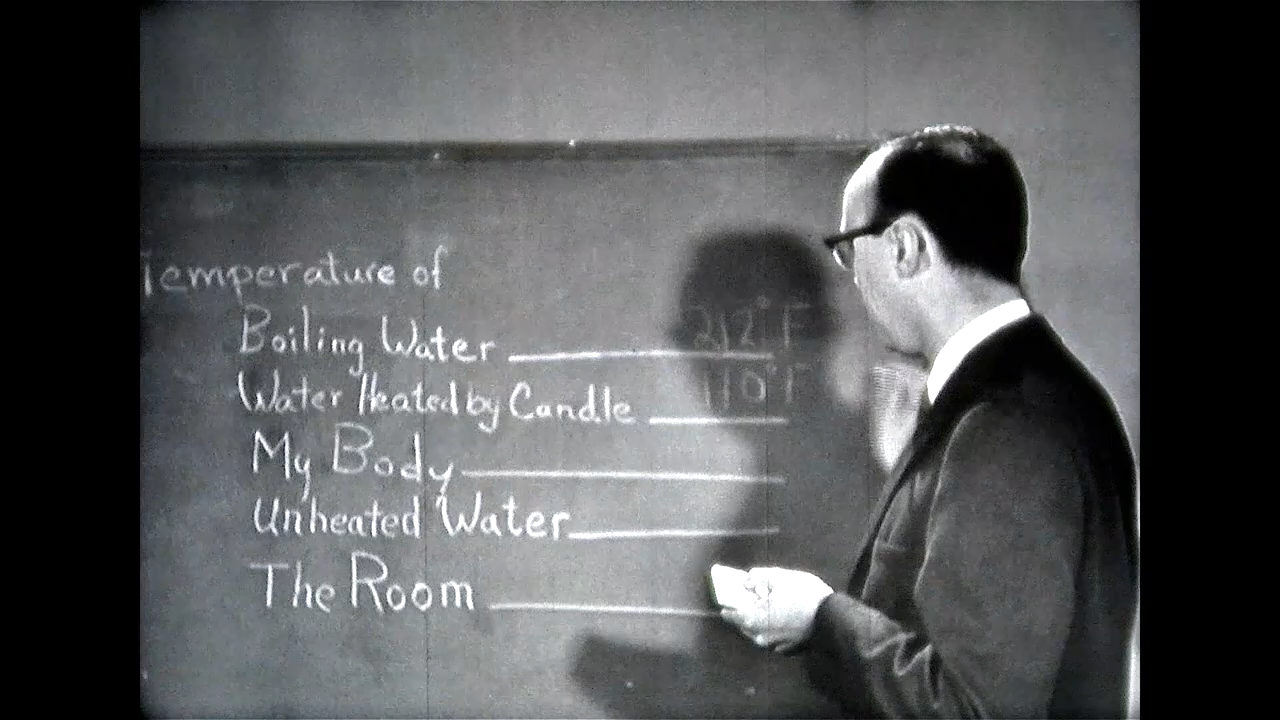 Temperature of
Boiling Water 212° F
Water Heated by Candle 110° F
My Body
Unheated Water
The Room